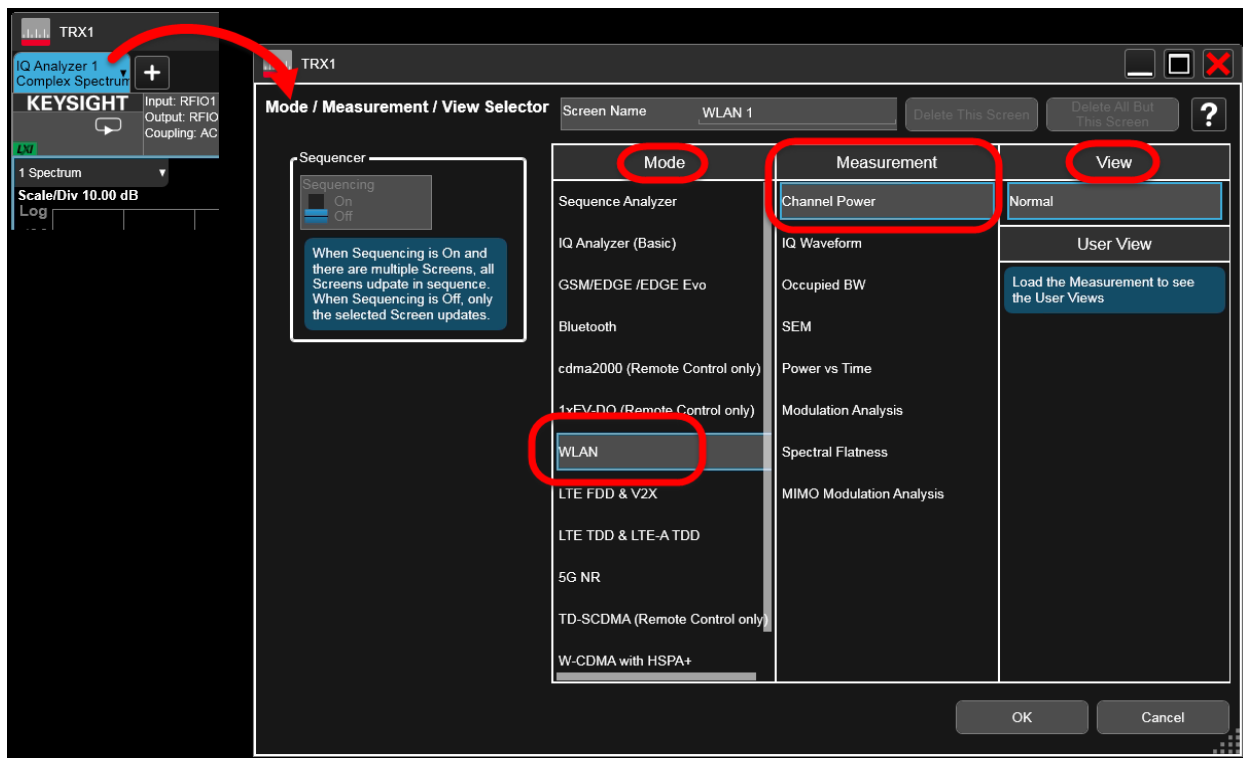 TRX1
IQ Analyzer 1
Complex Spectrum
KEYSIGHT
Input: RFIO1
Output: RFIO
Coupling: AC
LXI
1 Spectrum
Scale/Div 10.00 dB
Log
TRX1
Mode / Measurement / View Selector
Screen Name
WLAN 1
Delete This Screen
Delete All But
This Screen
?
Sequencer
Sequencing
On
Off
When Sequencing is On and
there are multiple Screens, all
Screens udpate in sequence.
When Sequencing is Off, only
the selected Screen updates.
Mode
Sequence Analyzer
IQ Analyzer (Basic)
GSM/EDGE /EDGE Evo
Bluetooth
cdma2000 (Remote Control only)
1xEV-DO (Remote Control only)
WLAN
LTE FDD & V2X
LTE TDD & LTE-A TDD
5G NR
TD-SCDMA (Remote Control only)
W-CDMA with HSPA+
Measurement
Channel Power
IQ Waveform
Occupied BW
SEM
Power vs Time
Modulation Analysis
Spectral Flatness
MIMO Modulation Analysis
View
Normal
User View
Load the Measurement to see
the User Views
OK
Cancel